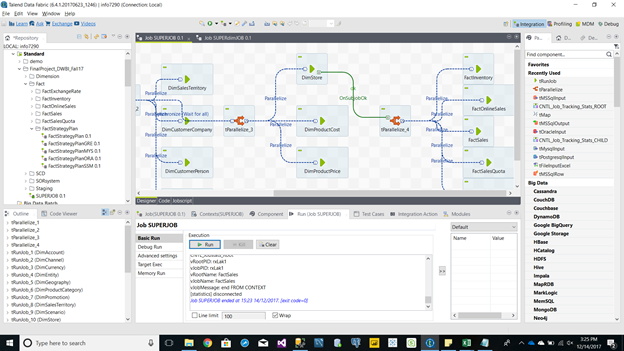 Talend Data Fabric (6.4.1.20170623_1246) | info7290 (Connection: Local)
File Edit View Window Help
Learn Ask Exchange Videos
Integration Profiling MDM Debug
Repository
LOCAL: info7290
Standard
demo
Final_Project_DWBI_Fall17
Dimension
Fact
FactExchangeRate
FactInventory
FactOnlineSales
FactSales
FactSalesQuota
FactStrategyPlan
FactStrategyPlan 0.1
FactStrategyPlanGRE 0.1
FactStrategyPlanMYS 0.1
FactStrategyPlanORA 0.1
FactStrategyPlanSSM 0.1
SCD
SORsystem
Staging
SUPERJOB 0.1
Big Data Batch
Job SUPERJOB 0.1
Job SUPERdimJOB 0.1
DimSalesTerritory
DimCustomerCompany
DimCustomerPerson
tParallelize_3
Parallelize
DimStore
DimProductCost
DimProductPrice
OnSubjobOk
tParallelize_4
FactInventory
FactOnlineSales
FactSales
FactSalesQuota
Designer Code Jobscript
Find component...
Favorites
Recently Used
tRunJob
tParallelize
tMSSqlInput
CNTL_Job_Tracking_Stats_ROOT
tMap
tMSSqlOutput
tOracleInput
CNTL_Job_Tracking_Stats_CHILD
tMysqlInput
tPostgresqlInput
tFixedFlowInput
tMSSqlRow
Big Data
Cassandra
CouchDB
Couchbase
DynamoDB
Google BigQuery
Google Storage
HBase
HCatalog
HDFS
Hive
Impala
MapRDB
MarkLogic
MemSQL
MongoDB
Neo4j
Outline Code Viewer
tParallelize_1
tParallelize_2
tParallelize_3
tParallelize_4
tRunJob_1 (DimAccount)
tRunJob_2 (DimChannel)
tRunJob_3 (DimCurrency)
tRunJob_4 (DimEntity)
tRunJob_5 (DimGeography)
tRunJob_6 (DimProductCategory)
tRunJob_7 (DimPromotion)
tRunJob_8 (DimSalesTerritory)
tRunJob_9 (DimScenario)
tRunJob_10 (DimStore)
Job(SUPERJOB 0.1) Contexts(SUPERJOB) Component Run (Job SUPERJOB) Test Cases Integration Action Modules
Job SUPERJOB
Basic Run
Debug Run
Advanced settings
Target Exec
Memory Run
Execution
Run Kill Clear
vRootPID: rxLak1
vJobPID: rxLak1
vRootName: FactSales
vJobName: FactSales
vJobMessage: end FROM CONTEXT
[statistics] disconnected
Job SUPERJOB ended at 15:23 14/12/2017. [exit code=0]
Line limit 100 Wrap
Default
Name Value
Type here to search
3:25 PM
12/14/2017